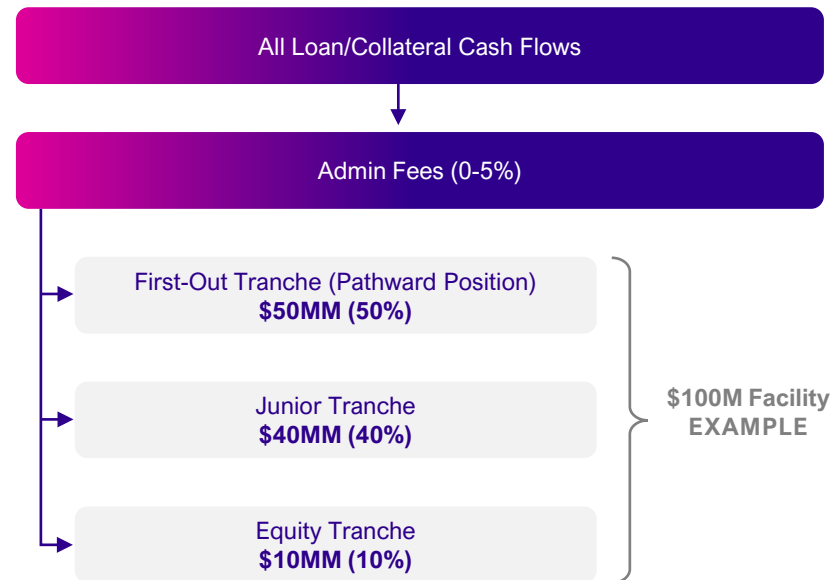 All Loan/Collateral Cash Flows
Admin Fees (0-5%)
First-Out Tranche (Pathward Position)
$50MM (50%)
Junior Tranche
$40MM (40%)
Equity Tranche
$10MM (10%)
$100M Facility
EXAMPLE